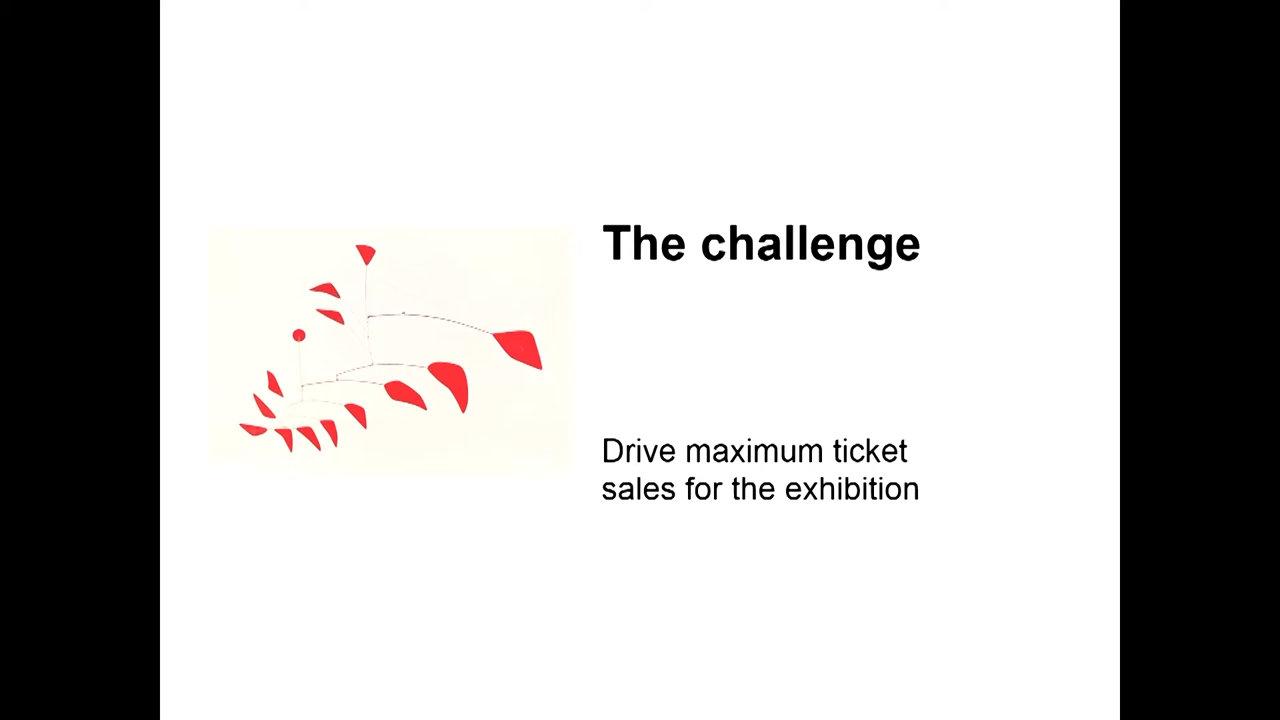 The challenge
Drive maximum ticket
sales for the exhibition